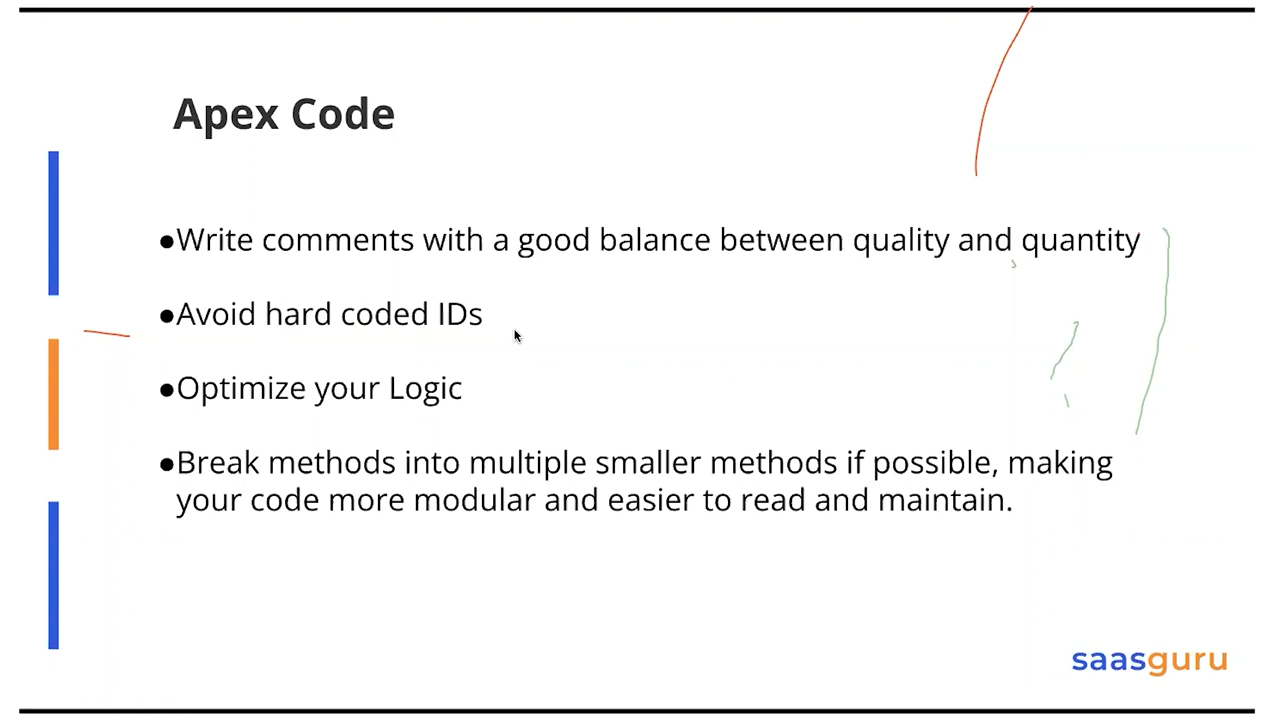 Apex Code
●Write comments with a good balance between quality and quantity
●Avoid hard coded IDs
●Optimize your Logic
●Break methods into multiple smaller methods if possible, making
your code more modular and easier to read and maintain.
saasguru